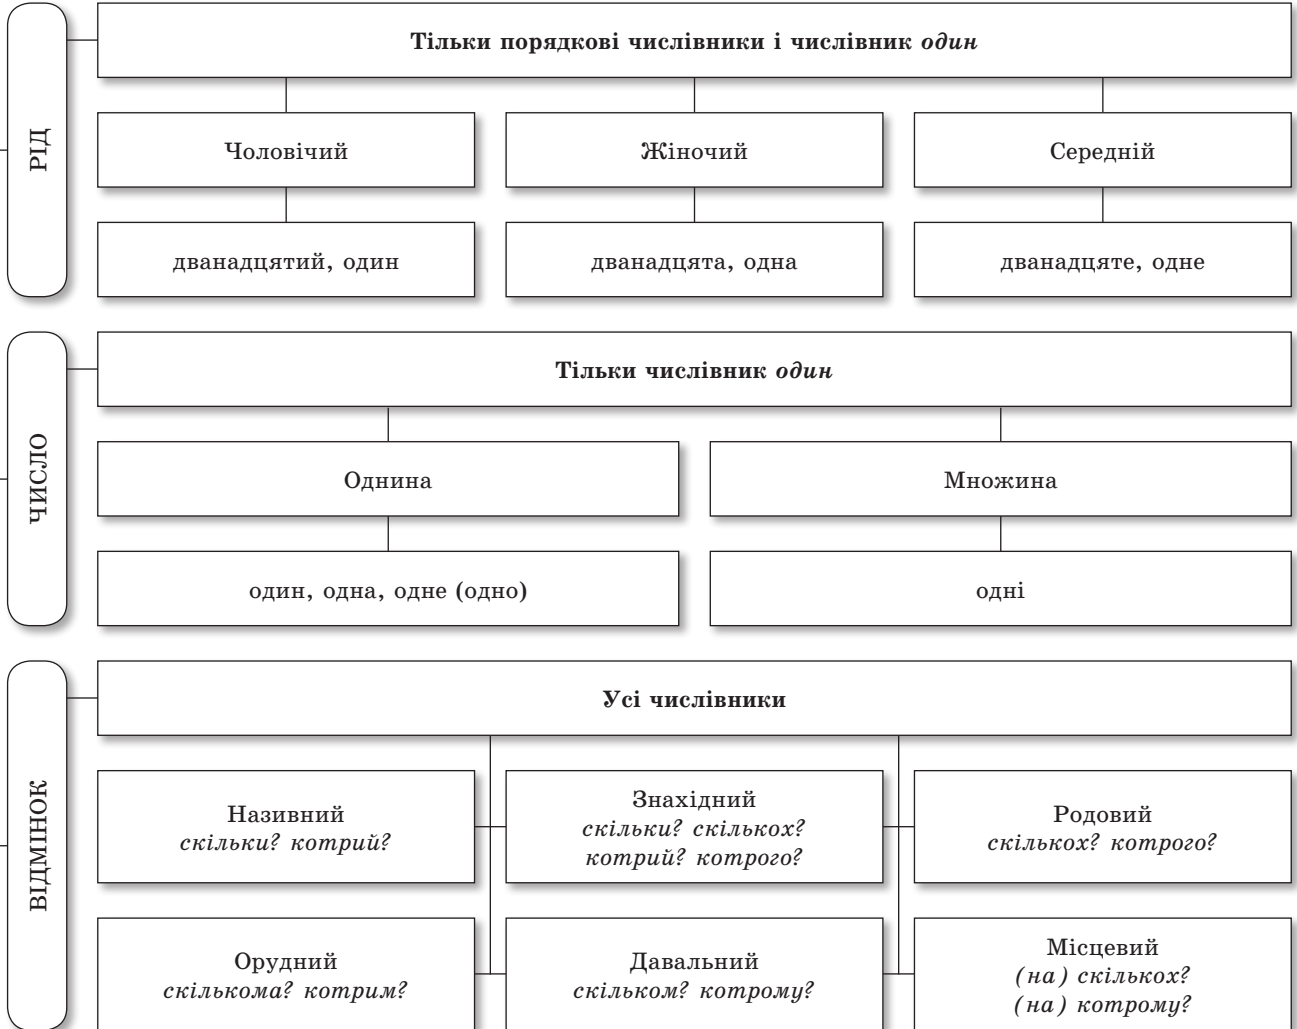 РІД
Тільки порядкові числівники і числівник один
Чоловічий
Жіночий
Середній
дванадцятий, один
дванадцята, одна
дванадцяте, одне
ЧИСЛО
Тільки числівник один
Однина
Множина
один, одна, одне (одно)
одні
ВІДМІНОК
Усі числівники
Називний
скільки? котрий?
Знахідний
скільки? скількох?
котрий? котрого?
Родовий
скількох? котрого?
Орудний
скількома? котрим?
Давальний
скільком? котрому?
Місцевий
(на) скількох?
(на) котрому?